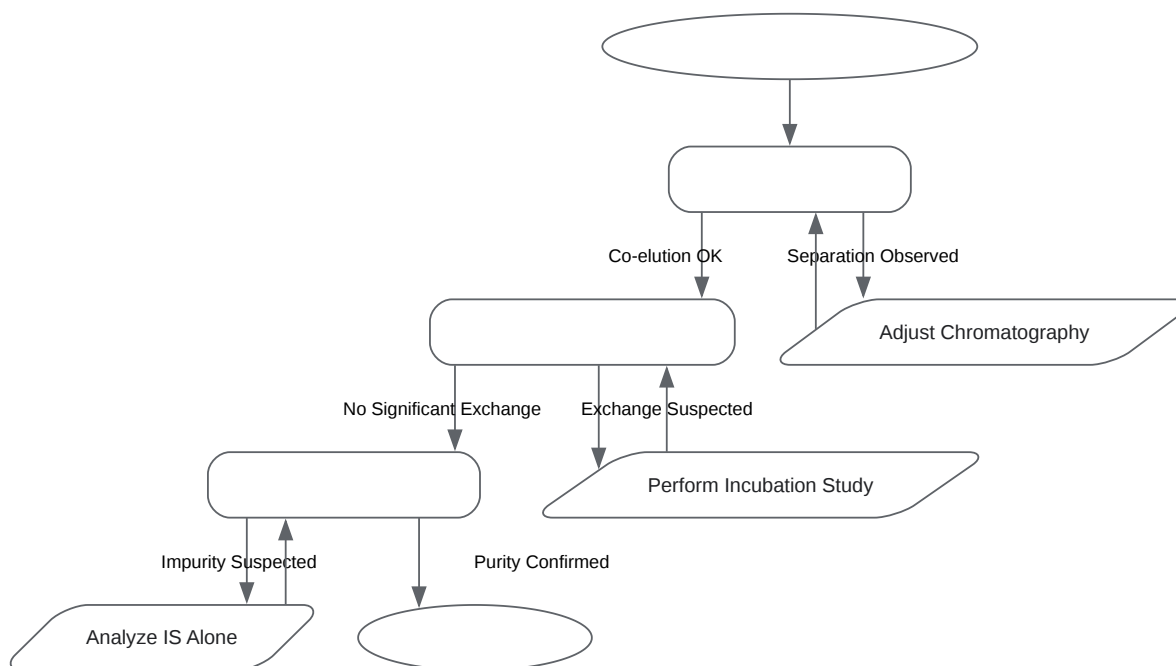 Co-elution OK
Separation Observed
Adjust Chromatography
No Significant Exchange
Exchange Suspected
Perform Incubation Study
Impurity Suspected
Purity Confirmed
Analyze IS Alone